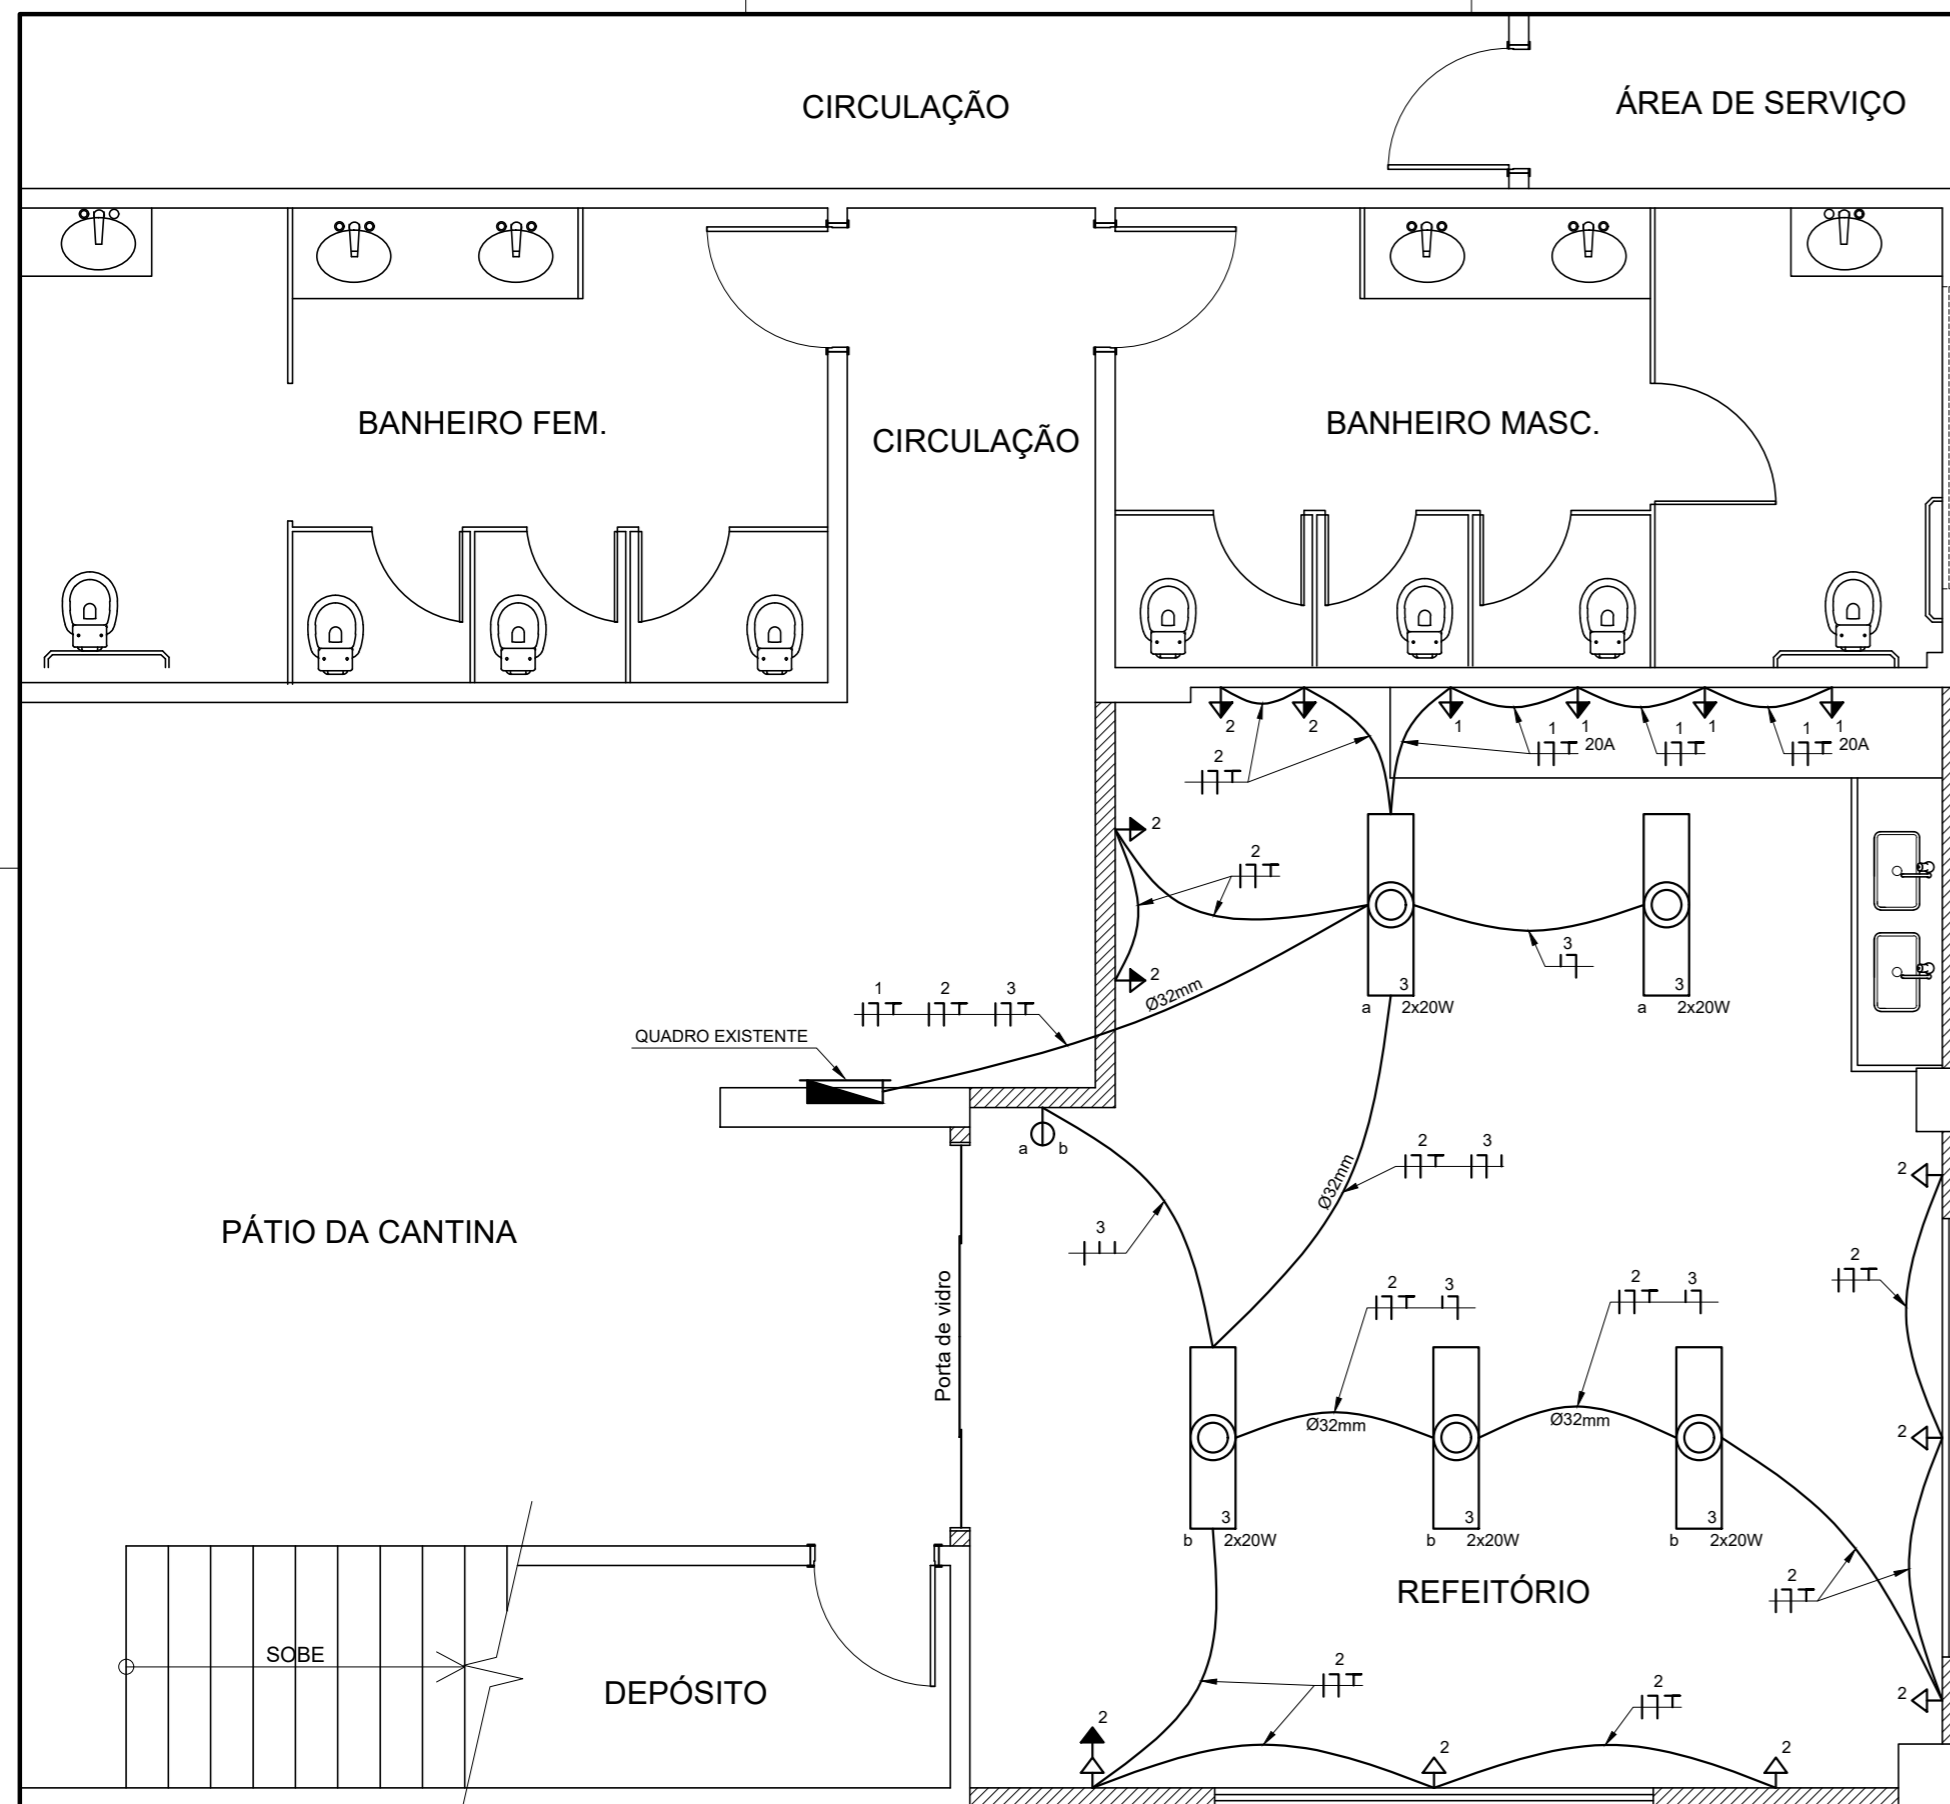 CIRCULAÇÃO
ÁREA DE SERVIÇO
BANHEIRO FEM.
CIRCULAÇÃO
BANHEIRO MASC.
2
2
1
1
20A
1
1
20A
2
1
1
1
2
2
2
3
Ø32mm
1 2 3
QUADRO EXISTENTE
3
a 2x20W
3
a 2x20W
a b
Ø32mm
2 3
3
PÁTIO DA CANTINA
Porta de vidro
2
2
2 3
2 3
Ø32mm
Ø32mm
2
3
b 2x20W
3
b 2x20W
3
b 2x20W
REFEITÓRIO
2
SOBE
DEPÓSITO
2
2
2
2
2
2